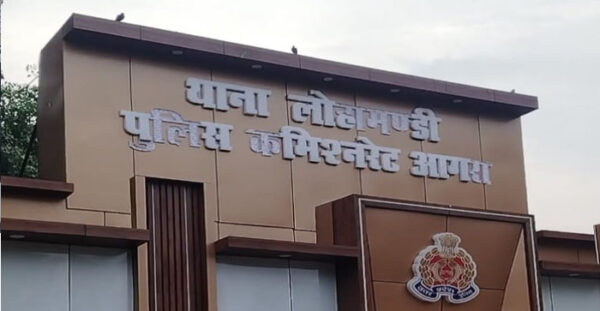 थाना लोहामण्डी
पुलिस कमिश्नरेट आगरा